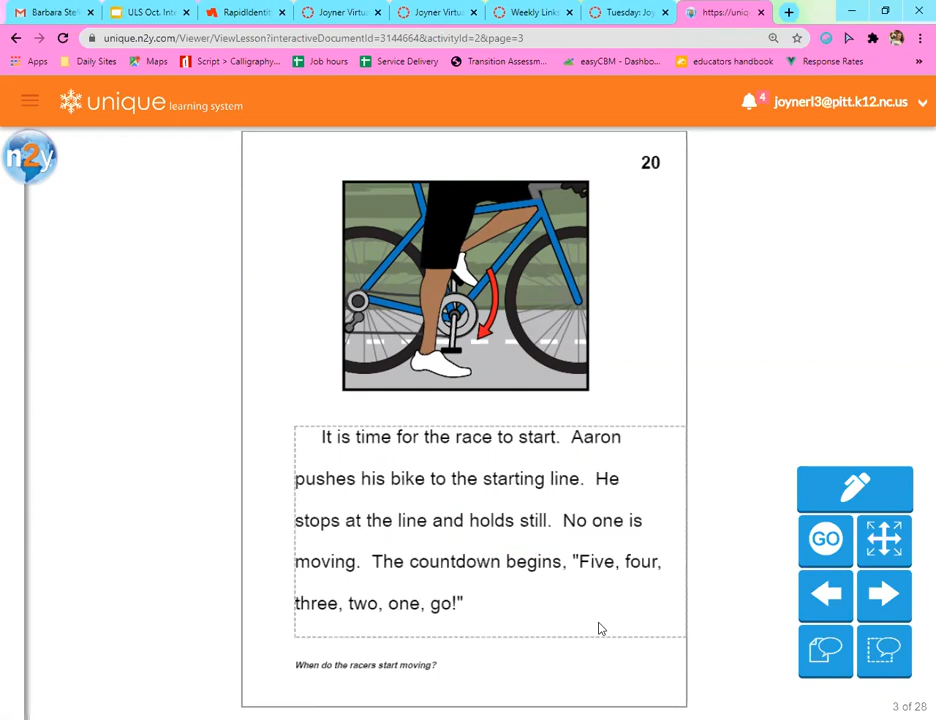 Barbara Stel
ULS Oct. Inte
RapidIdentit
Joyner Virtu
Joyner Virtu
Weekly Links
Tuesday: Joy
https://uniq
unique.n2y.com/Viewer/ViewLesson?interactiveDocumentId=3144664&activityId=2&page=3
Apps
Daily Sites
Maps
Script > Calligraphy...
Job hours
Service Delivery
Transition Assessm...
easyCBM - Dashbo...
educators handbook
Response Rates
»
unique learning system
4
joynerl3@pitt.k12.nc.us
n2y
20
It is time for the race to start. Aaron
pushes his bike to the starting line. He
stops at the line and holds still. No one is
moving. The countdown begins, "Five, four,
three, two, one, go!"
When do the racers start moving?
GO
3 of 28